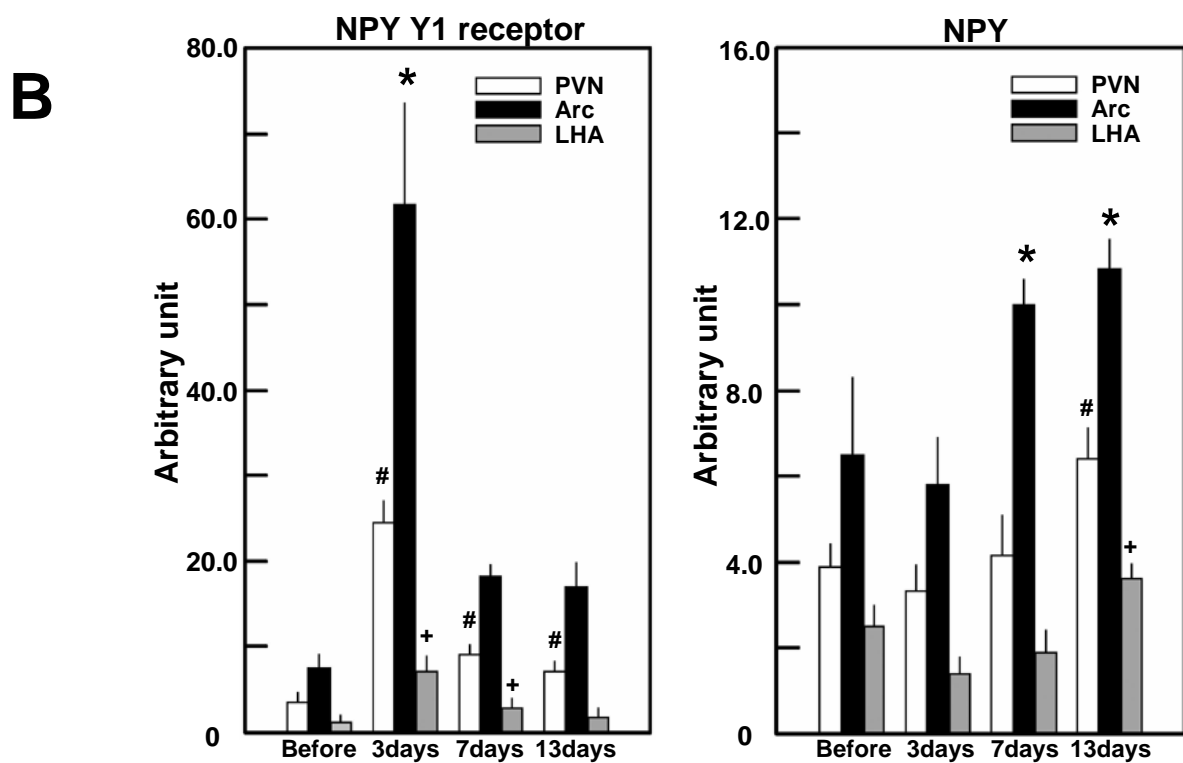 B
NPY Y1 receptor
80.0
60.0
40.0
20.0
0
Arbitrary unit
*
PVN
Arc
LHA
#
+
#
+
#
Before 3days 7days 13days
NPY
16.0
12.0
8.0
4.0
0
Arbitrary unit
PVN
Arc
LHA
*
*
#
+
Before 3days 7days 13days